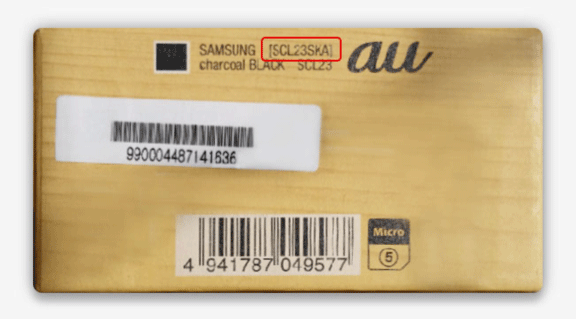 SAMSUNG [SCL23SKA]
charcoal BLACK SCL23
au
990004487141636
4 941787 049577
Micro
5